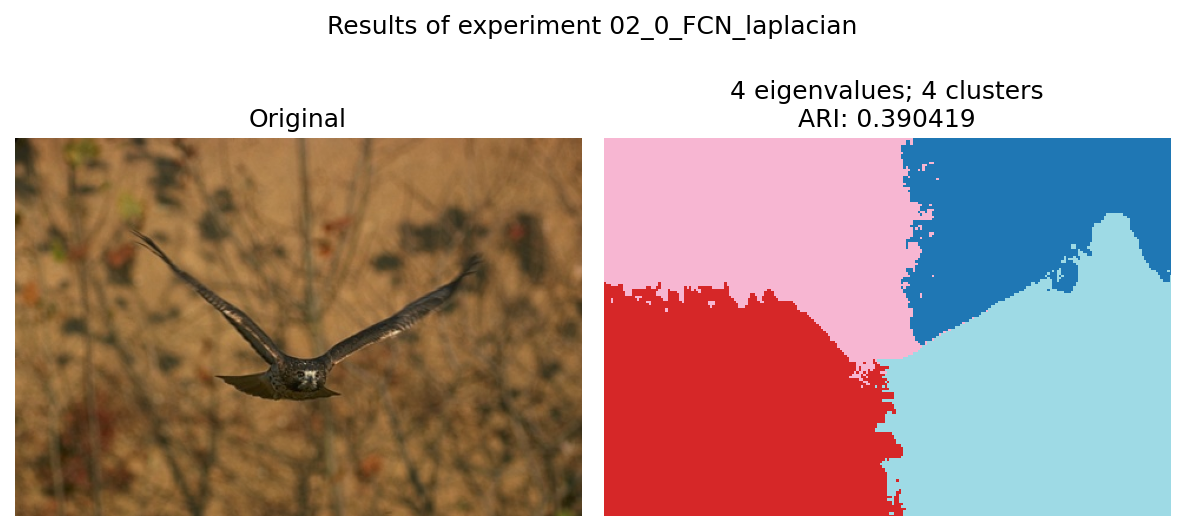 Results of experiment 02_0_FCN_laplacian
Original
4 eigenvalues; 4 clusters
ARI: 0.390419